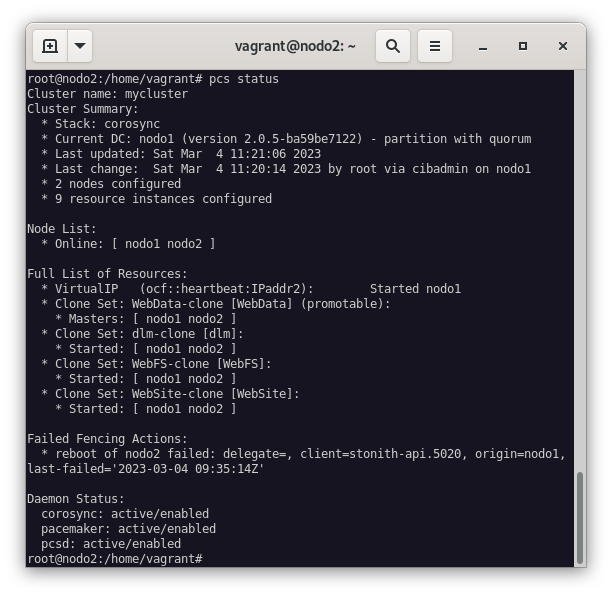 vagrant@nodo2: ~
root@nodo2:/home/vagrant# pcs status
Cluster name: mycluster
Cluster Summary:
  * Stack: corosync
  * Current DC: nodo1 (version 2.0.5-ba59be7122) - partition with quorum
  * Last updated: Sat Mar  4 11:21:06 2023
  * Last change:  Sat Mar  4 11:20:14 2023 by root via cibadmin on nodo1
  * 2 nodes configured
  * 9 resource instances configured

Node List:
  * Online: [ nodo1 nodo2 ]

Full List of Resources:
  * VirtualIP   (ocf::heartbeat:IPaddr2):        Started nodo1
  * Clone Set: WebData-clone [WebData] (promotable):
    * Masters: [ nodo1 nodo2 ]
  * Clone Set: dlm-clone [dlm]:
    * Started: [ nodo1 nodo2 ]
  * Clone Set: WebFS-clone [WebFS]:
    * Started: [ nodo1 nodo2 ]
  * Clone Set: WebSite-clone [WebSite]:
    * Started: [ nodo1 nodo2 ]

Failed Fencing Actions:
  * reboot of nodo2 failed: delegate=, client=stonith-api.5020, origin=nodo1,
last-failed='2023-03-04 09:35:14Z'

Daemon Status:
  corosync: active/enabled
  pacemaker: active/enabled
  pcsd: active/enabled
root@nodo2:/home/vagrant#